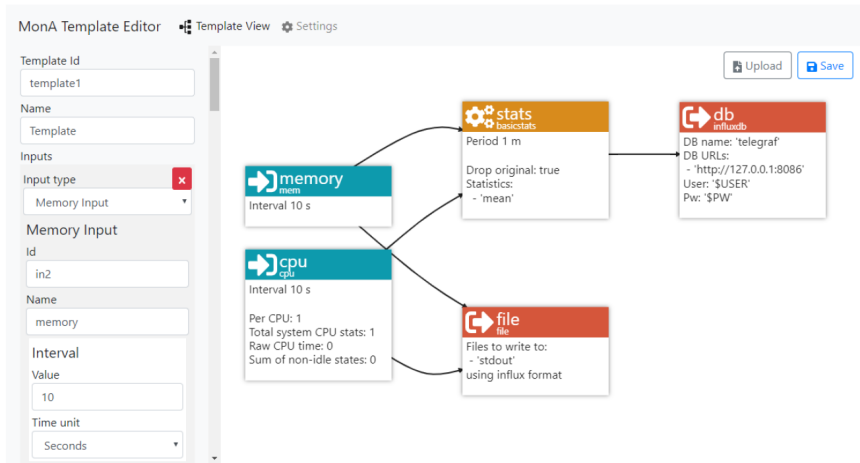 MonA Template Editor Template View Settings
Template Id
template1
Name
Template
Inputs
Input type
Memory Input
Memory Input
Id
in2
Name
memory
Interval
Value
10
Time unit
Seconds
Upload Save
memory
mem
Interval 10 s
cpu
cpu
Interval 10 s
Per CPU: 1
Total system CPU stats: 1
Raw CPU time: 0
Sum of non-idle states: 0
stats
basicstats
Period 1 m
Drop original: true
Statistics:
- 'mean'
file
file
Files to write to:
- 'stdout'
using influx format
db
influxdb
DB name: 'telegraf'
DB URLs:
- 'http://127.0.0.1:8086'
User: '$USER'
Pw: '$PW'